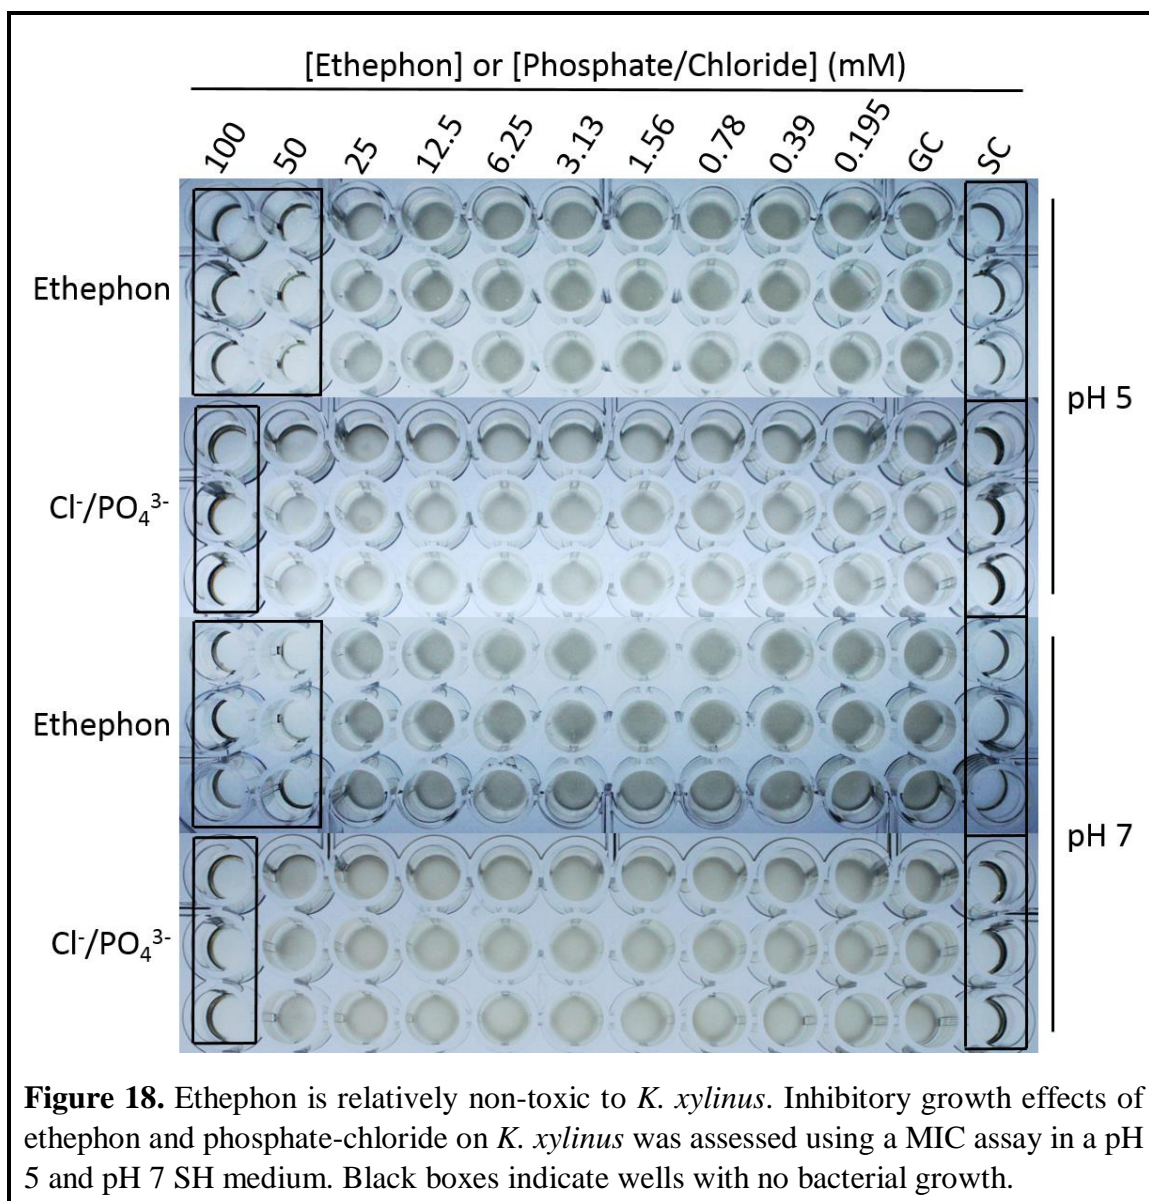 [Ethephon] or [Phosphate/Chloride] (mM)
100 50 25 12.5 6.25 3.13 1.56 0.78 0.39 0.195 GC SC
Ethephon
pH 5
Cl⁻/PO₄³⁻
Ethephon
pH 7
Cl⁻/PO₄³⁻
Figure 18. Ethephon is relatively non-toxic to K. xylinus. Inhibitory growth effects of
ethephon and phosphate-chloride on K. xylinus was assessed using a MIC assay in a pH
5 and pH 7 SH medium. Black boxes indicate wells with no bacterial growth.